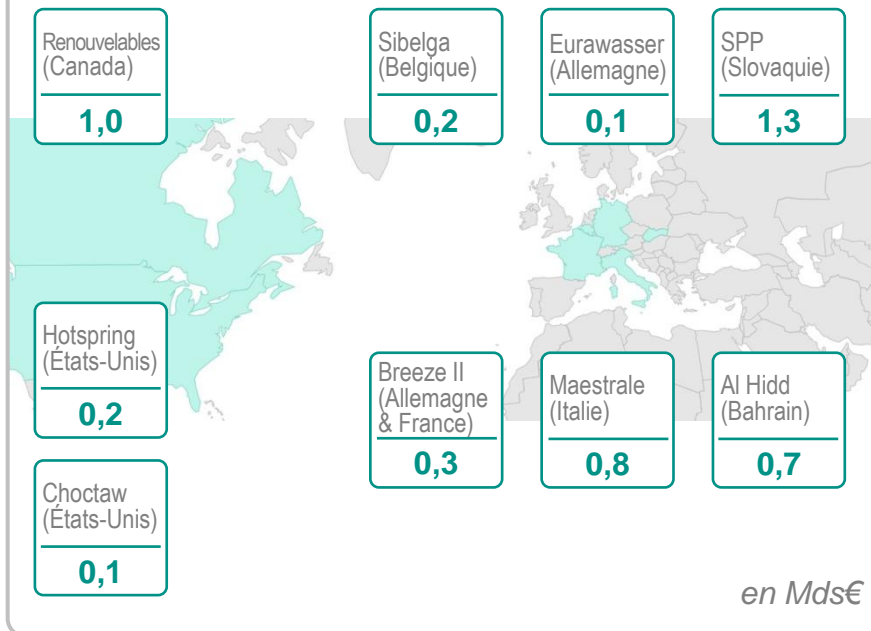 Renouvelables
(Canada)
1,0
Sibelga
(Belgique)
0,2
Eurawasser
(Allemagne)
0,1
SPP
(Slovaquie)
1,3
Hotspring
(États-Unis)
0,2
Breeze II
(Allemagne
& France)
0,3
Maestrale
(Italie)
0,8
Al Hidd
(Bahrain)
0,7
Choctaw
(États-Unis)
0,1
en Mds€